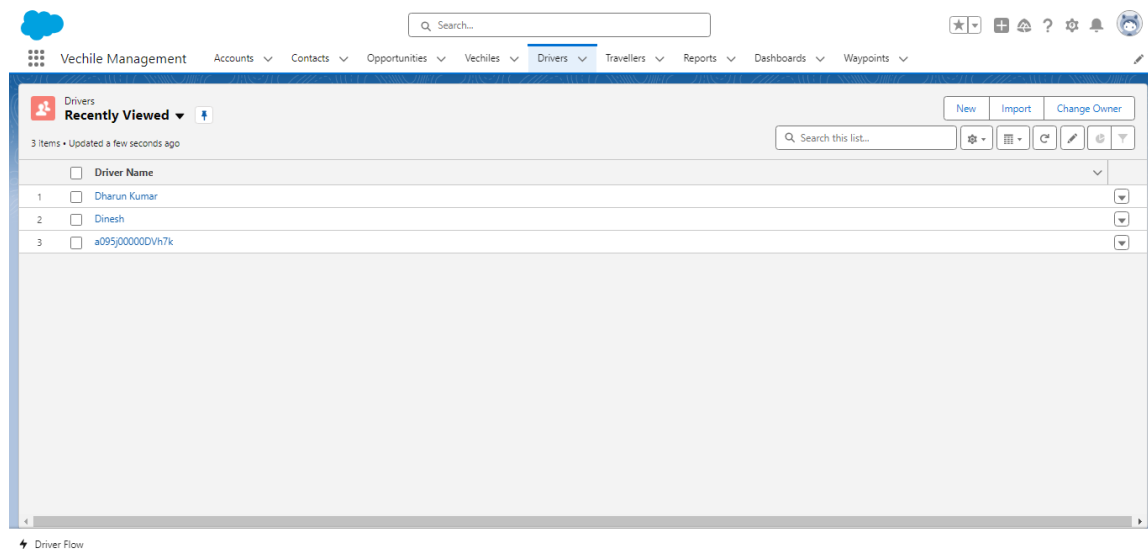 Search...
Vechile Management Accounts Contacts Opportunities Vechiles Drivers Travellers Reports Dashboards Waypoints
Drivers
Recently Viewed
New Import Change Owner
3 items • Updated a few seconds ago
Search this list...
Driver Name
1 Dharun Kumar
2 Dinesh
3 a095j00000DVh7k
Driver Flow